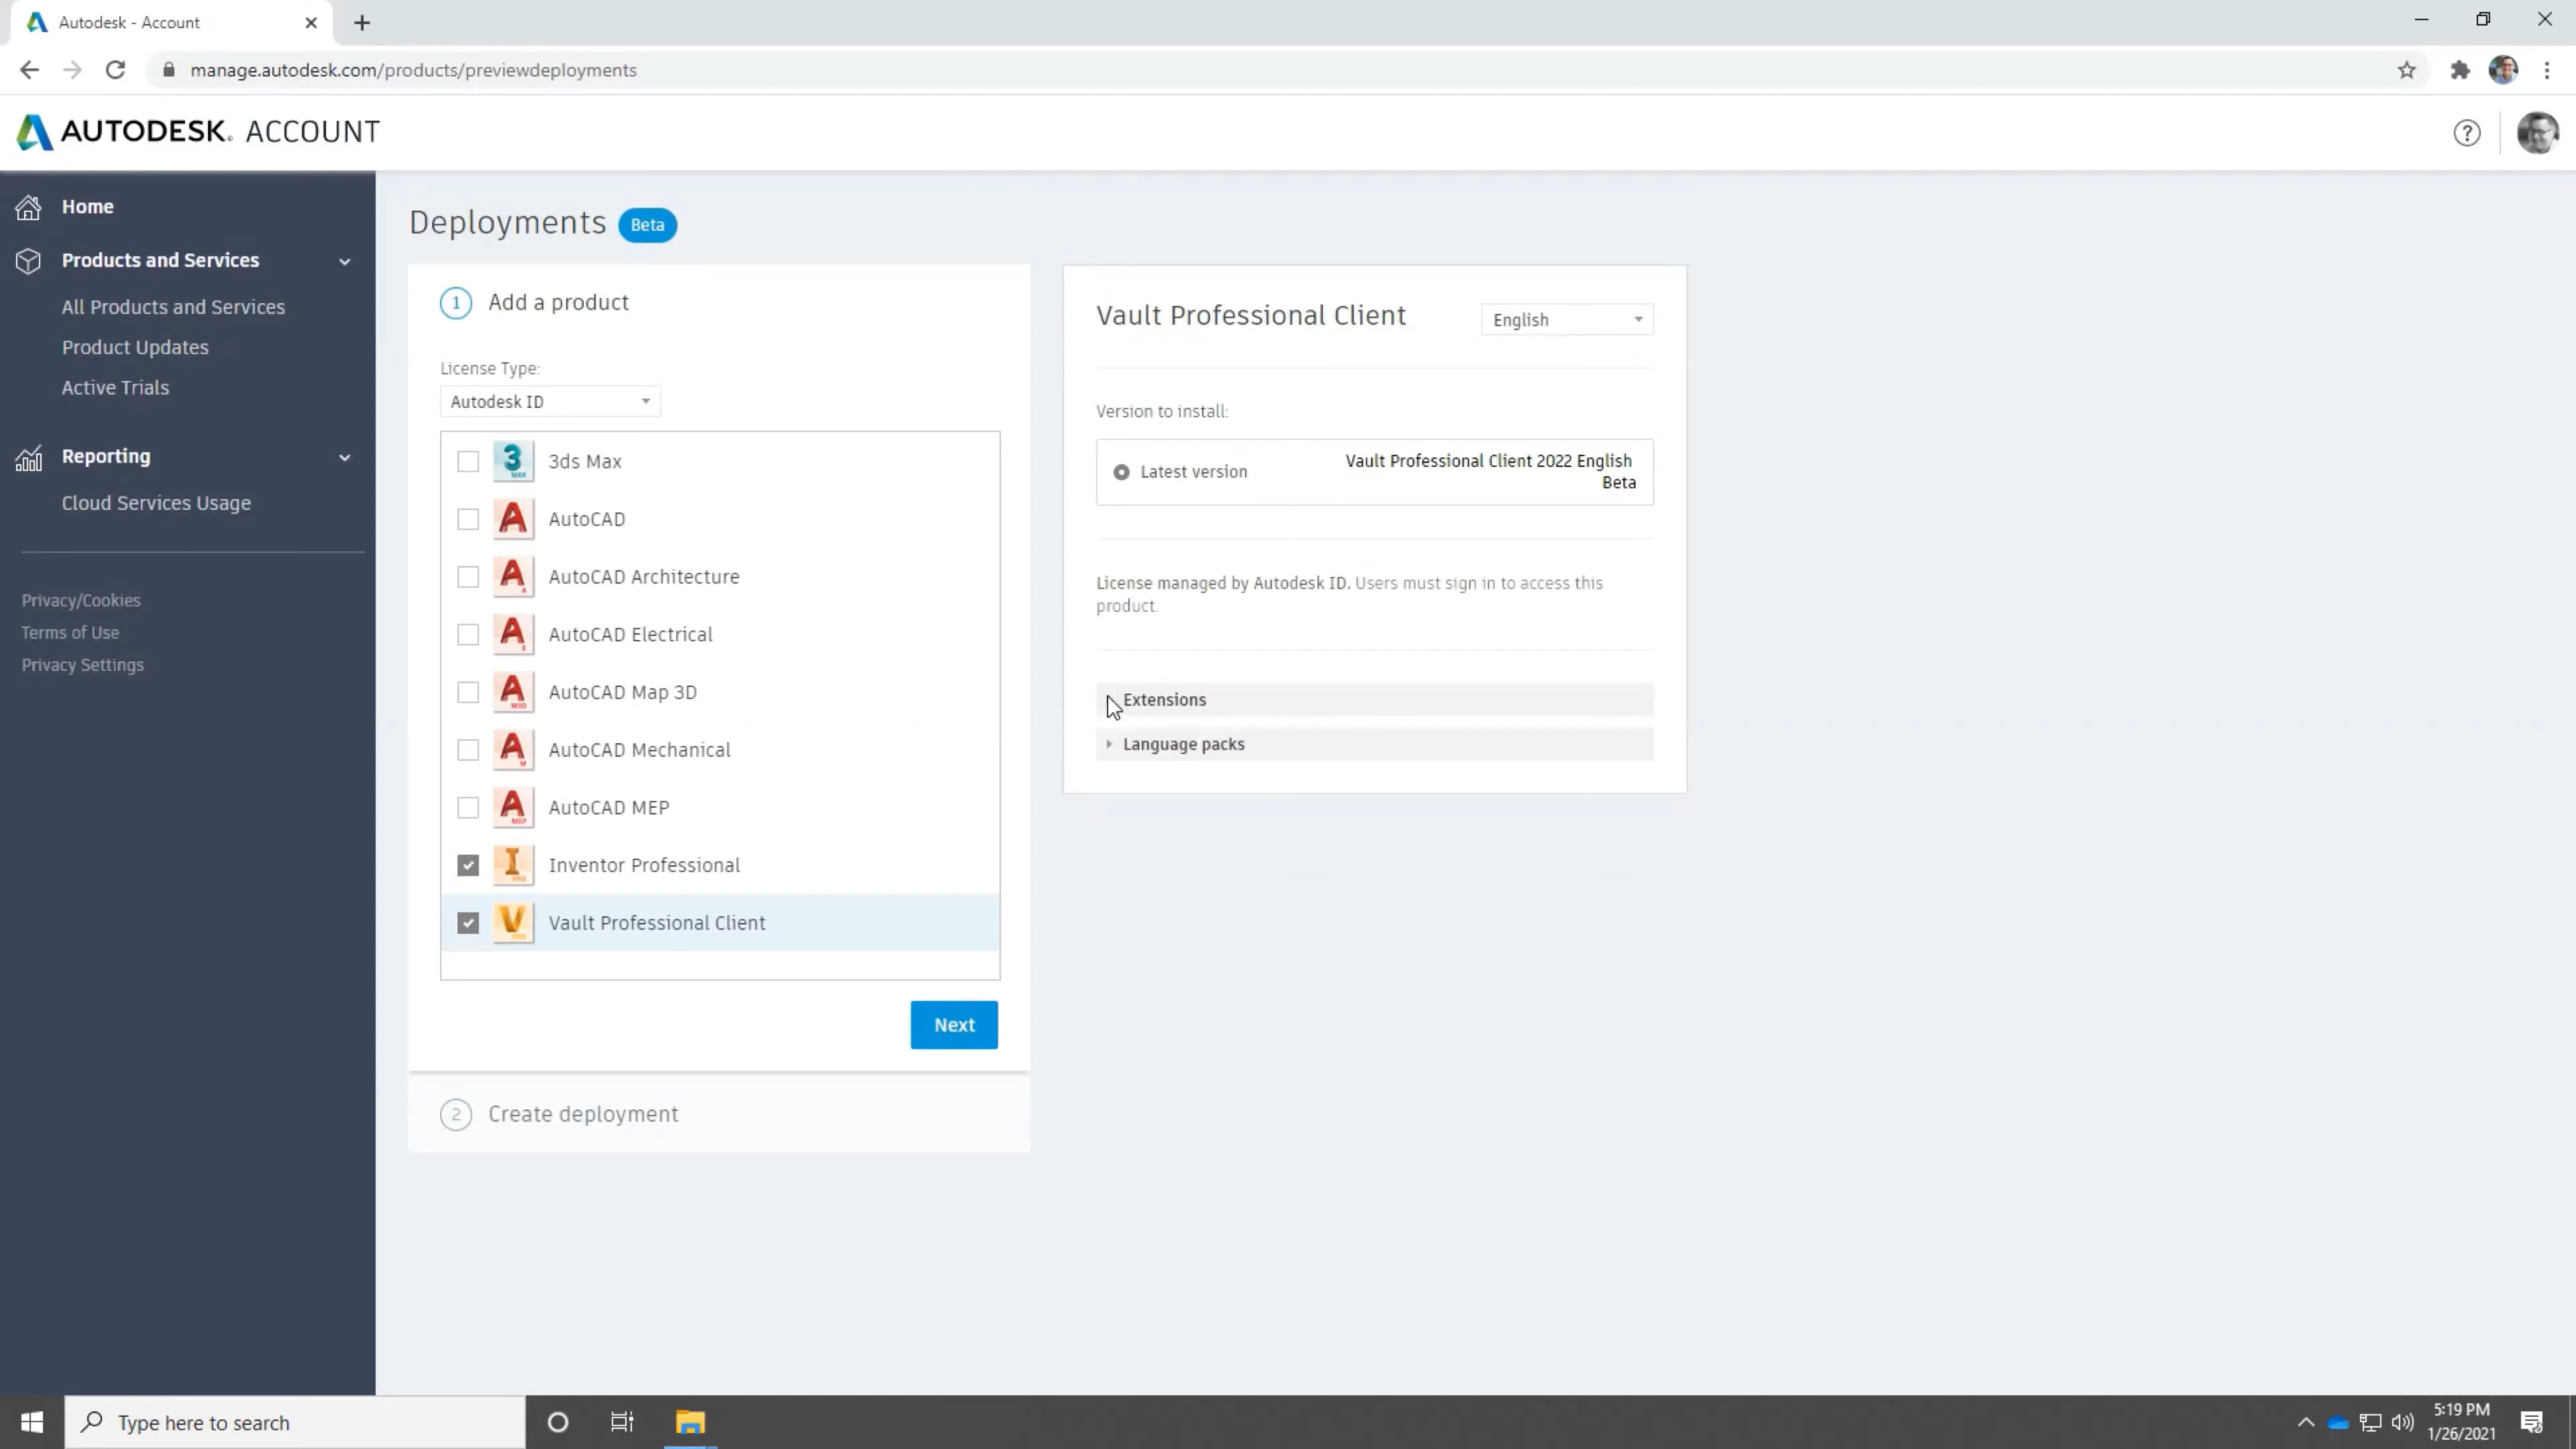 Autodesk - Account
manage.autodesk.com/products/previewdeployments
AUTODESK. ACCOUNT
Home
Products and Services
All Products and Services
Product Updates
Active Trials
Reporting
Cloud Services Usage
Privacy/Cookies
Terms of Use
Privacy Settings
Deployments Beta
1 Add a product
License Type:
Autodesk ID
3ds Max
AutoCAD
AutoCAD Architecture
AutoCAD Electrical
AutoCAD Map 3D
AutoCAD Mechanical
AutoCAD MEP
Inventor Professional
Vault Professional Client
Next
2 Create deployment
Vault Professional Client
English
Version to install:
Latest version
Vault Professional Client 2022 English
Beta
License managed by Autodesk ID. Users must sign in to access this
product.
Extensions
Language packs
Type here to search
5:19 PM
1/26/2021